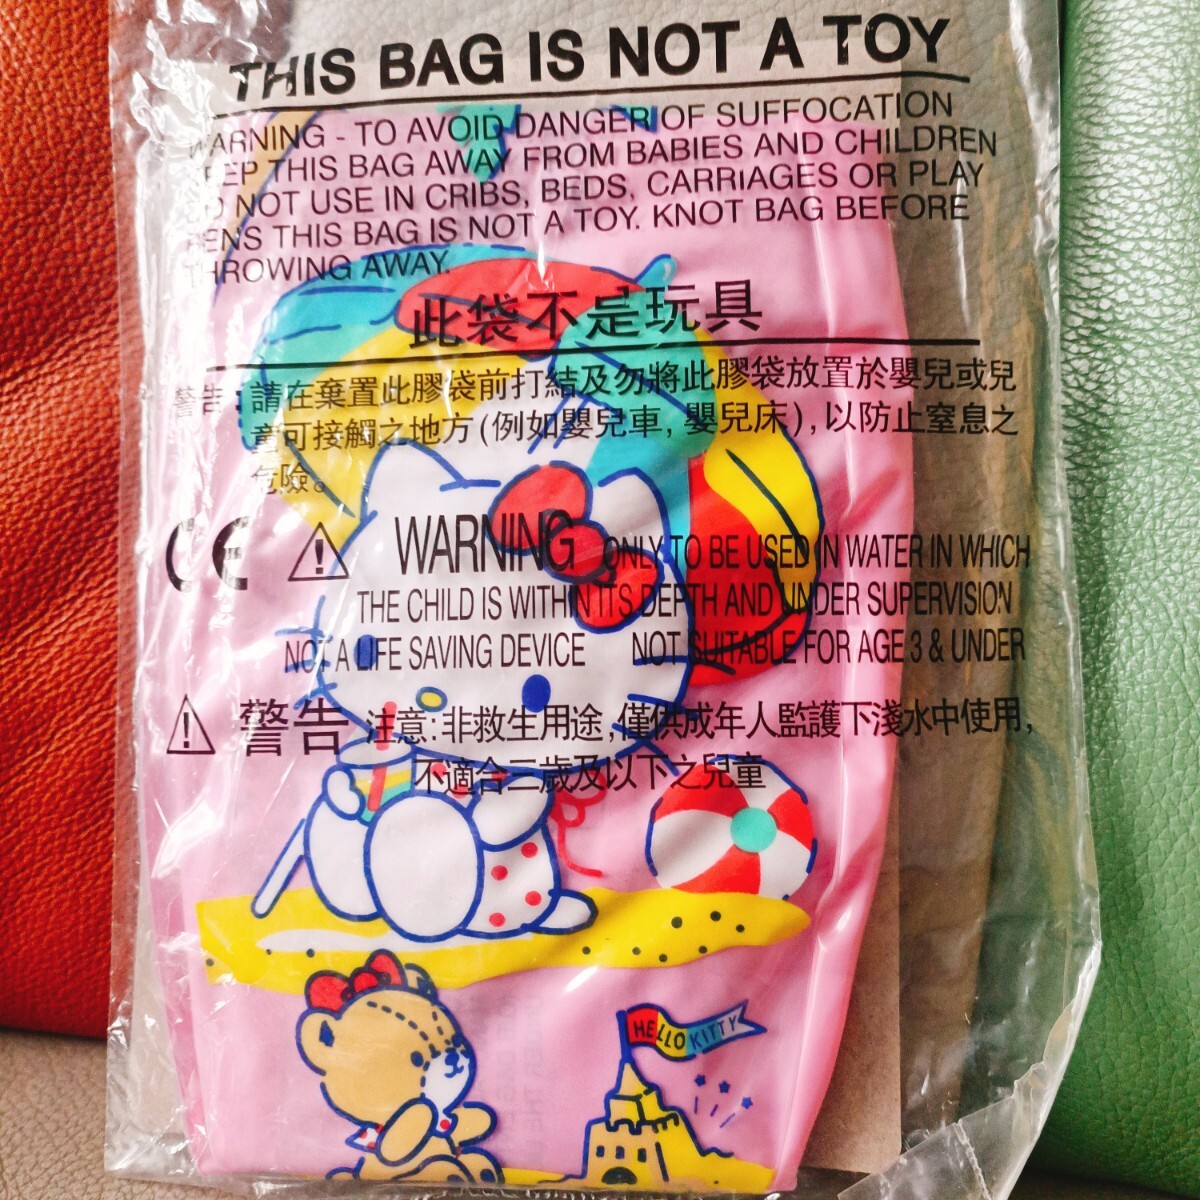 THIS BAG IS NOT A TOY
WARNING - TO AVOID DANGER OF SUFFOCATION
KEEP THIS BAG AWAY FROM BABIES AND CHILDREN
DO NOT USE IN CRIBS, BEDS, CARRIAGES OR PLAY
PENS THIS BAG IS NOT A TOY. KNOT BAG BEFORE
THROWING AWAY.
此袋不是玩具
警告:請在棄置此膠袋前打結及勿將此膠袋放置於嬰兒或兒
童可接觸之地方(例如嬰兒車, 嬰兒床), 以防止窒息之
危險。
CE WARNING ONLY TO BE USED IN WATER IN WHICH
THE CHILD IS WITHIN ITS DEPTH AND UNDER SUPERVISION
NOT A LIFE SAVING DEVICE NOT SUITABLE FOR AGE 3 & UNDER
警告 注意:非救生用途,僅供成年人監護下淺水中使用,
不適合三歲及以下之兒童
HELLO KITTY